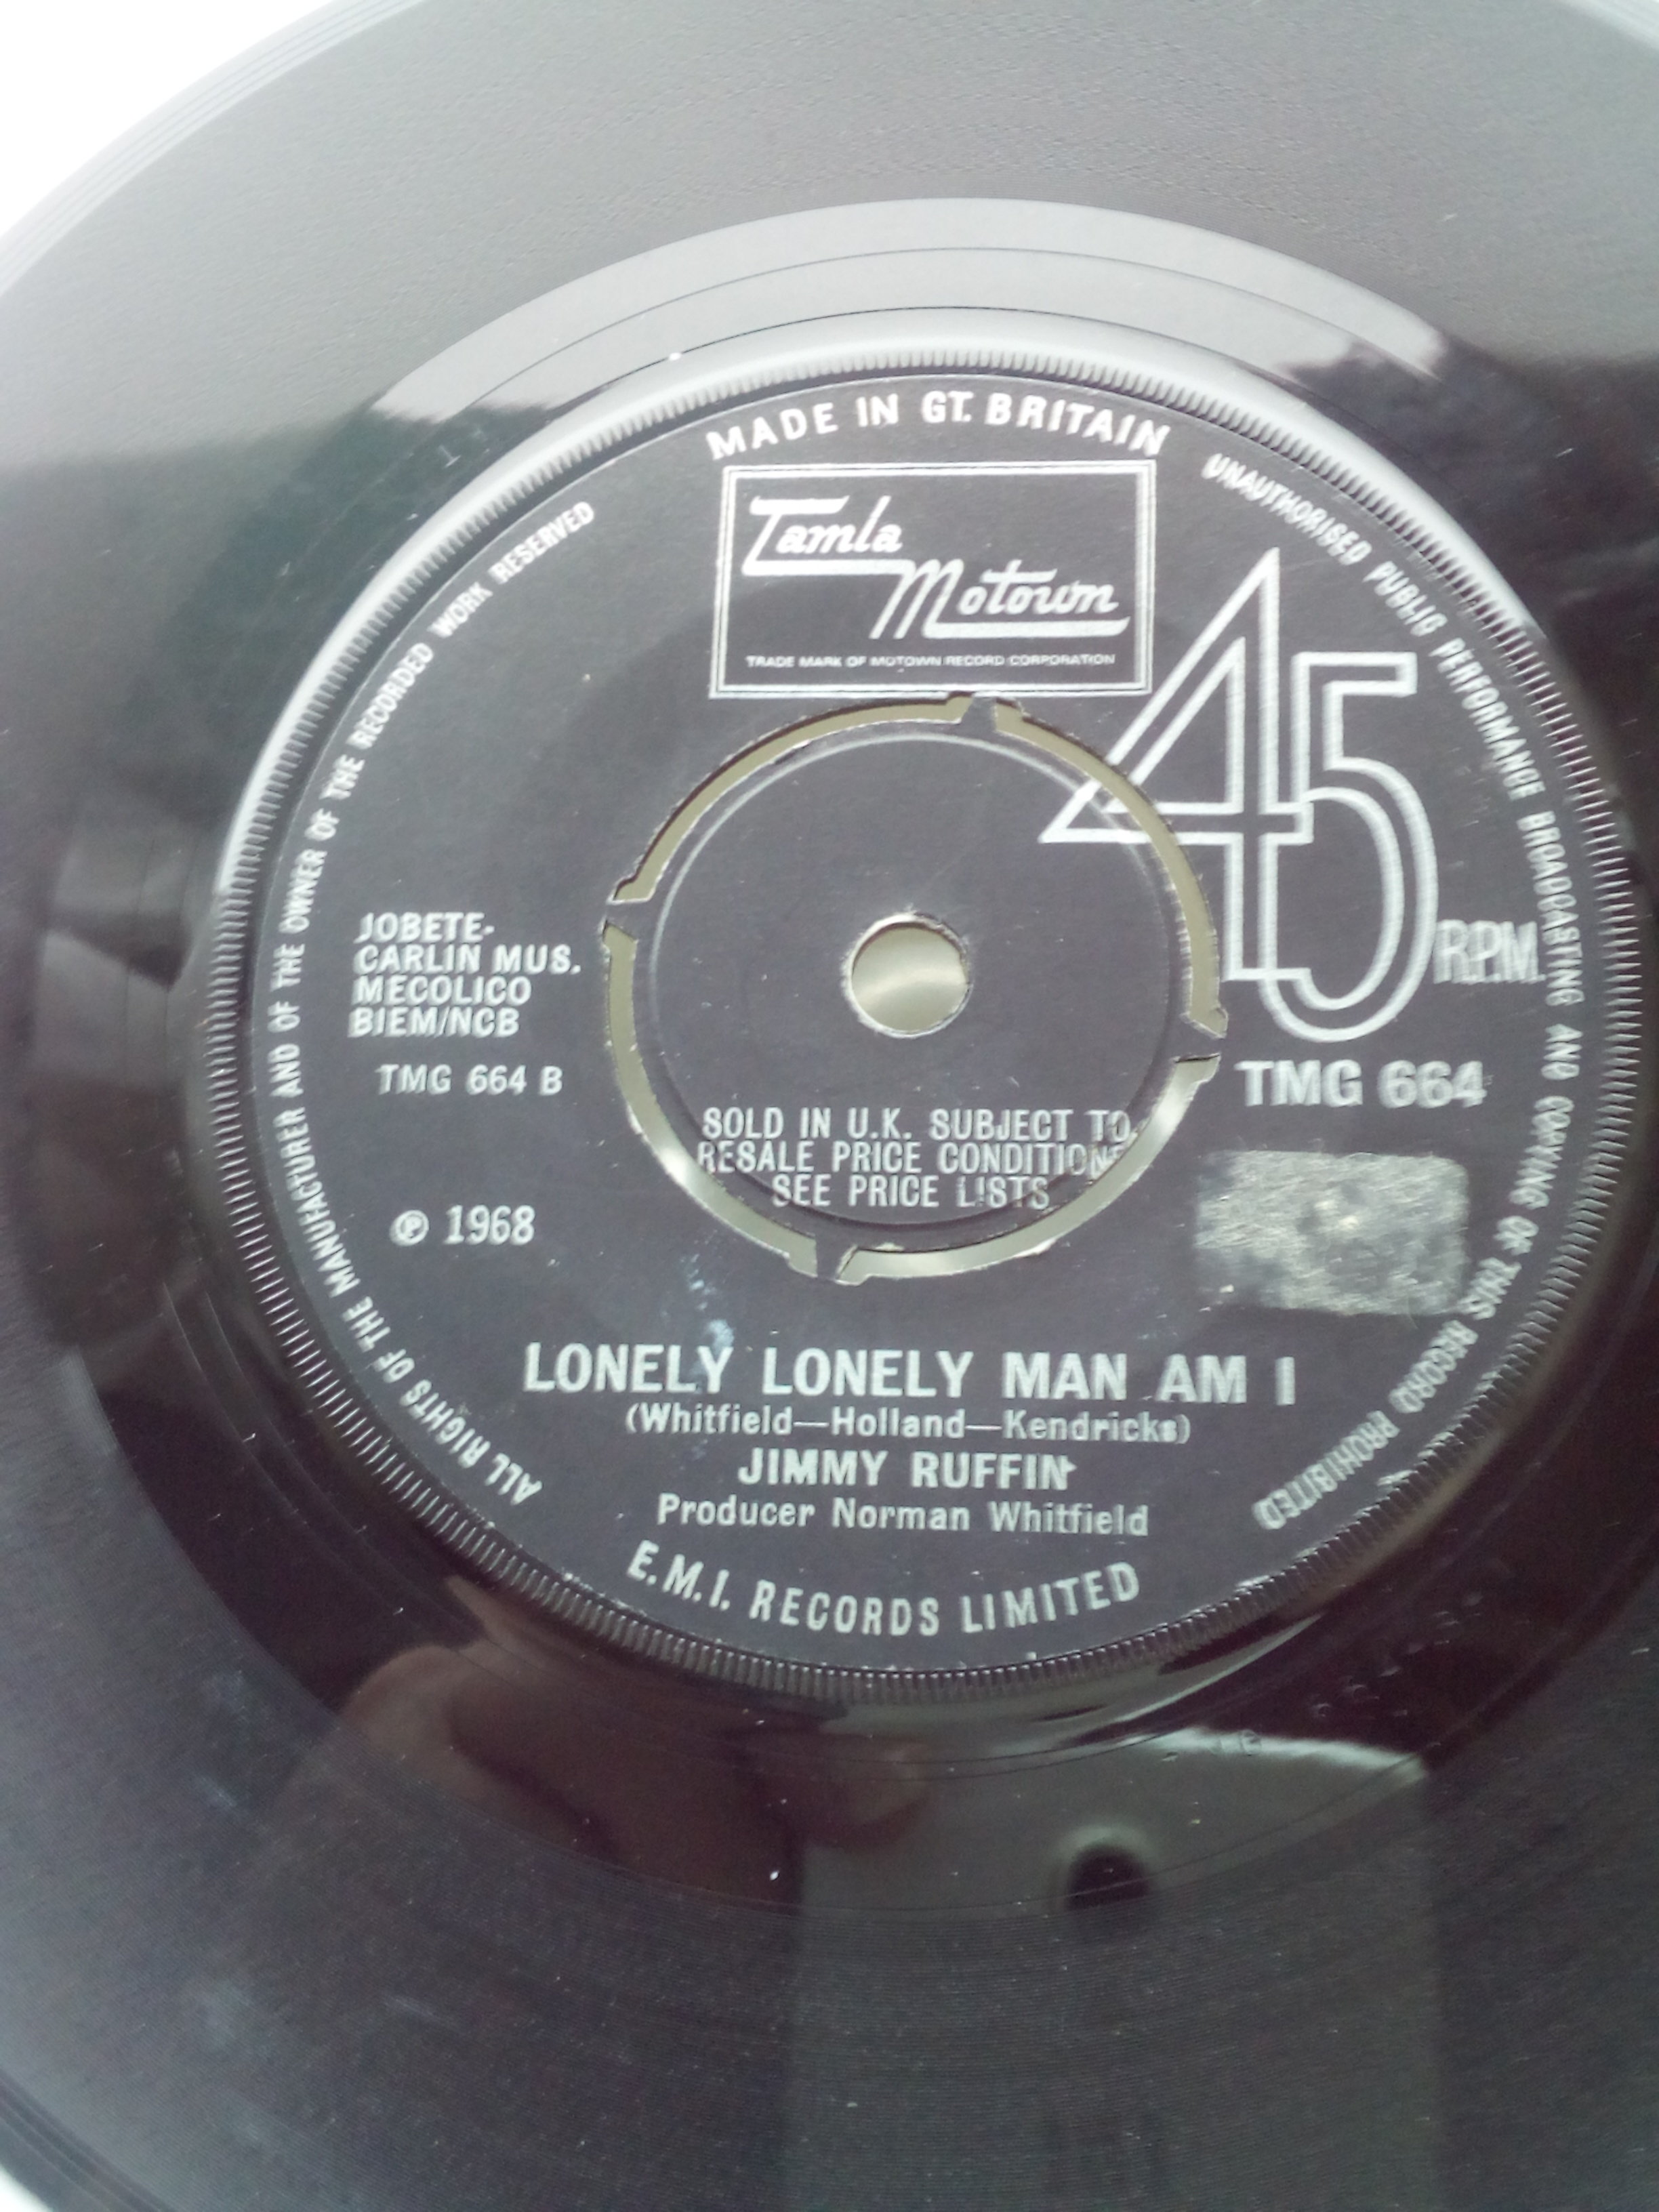 MADE IN GT. BRITAIN
Tamla
Motown
TRADE MARK OF MOTOWN RECORD CORPORATION
45
R.P.M.
JOBETE-
CARLIN MUS.
MECOLICO
BIEM/NCB
TMG 664 B
TMG 664
SOLD IN U.K. SUBJECT TO
RESALE PRICE CONDITIONS
SEE PRICE LISTS
℗ 1968
LONELY LONELY MAN AM I
(Whitfield—Holland—Kendricks)
JIMMY RUFFIN
Producer Norman Whitfield
E.M.I. RECORDS LIMITED
ALL RIGHTS OF THE MANUFACTURER AND OF THE OWNER OF THE RECORDED WORK RESERVED
UNAUTHORISED PUBLIC PERFORMANCE BROADCASTING AND COPYING OF THIS RECORD PROHIBITED